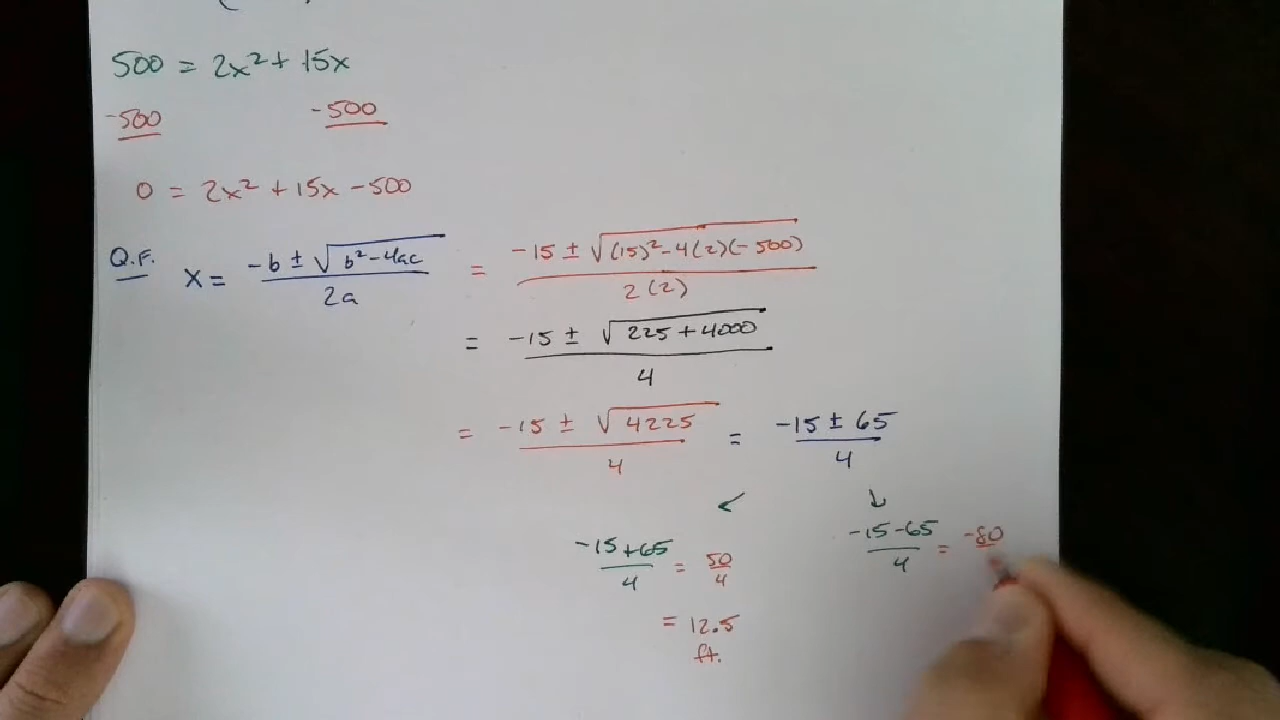 500 = 2x² + 15x
-500 -500
0 = 2x² + 15x - 500
Q.F. x = (-b ± √(b² - 4ac)) / 2a = (-15 ± √((15)² - 4(2)(-500))) / 2(2)
= (-15 ± √(225 + 4000)) / 4
= (-15 ± √4225) / 4 = (-15 ± 65) / 4
(-15 + 65) / 4 = 50/4 (-15 - 65) / 4 = -80
= 12.5
ft.